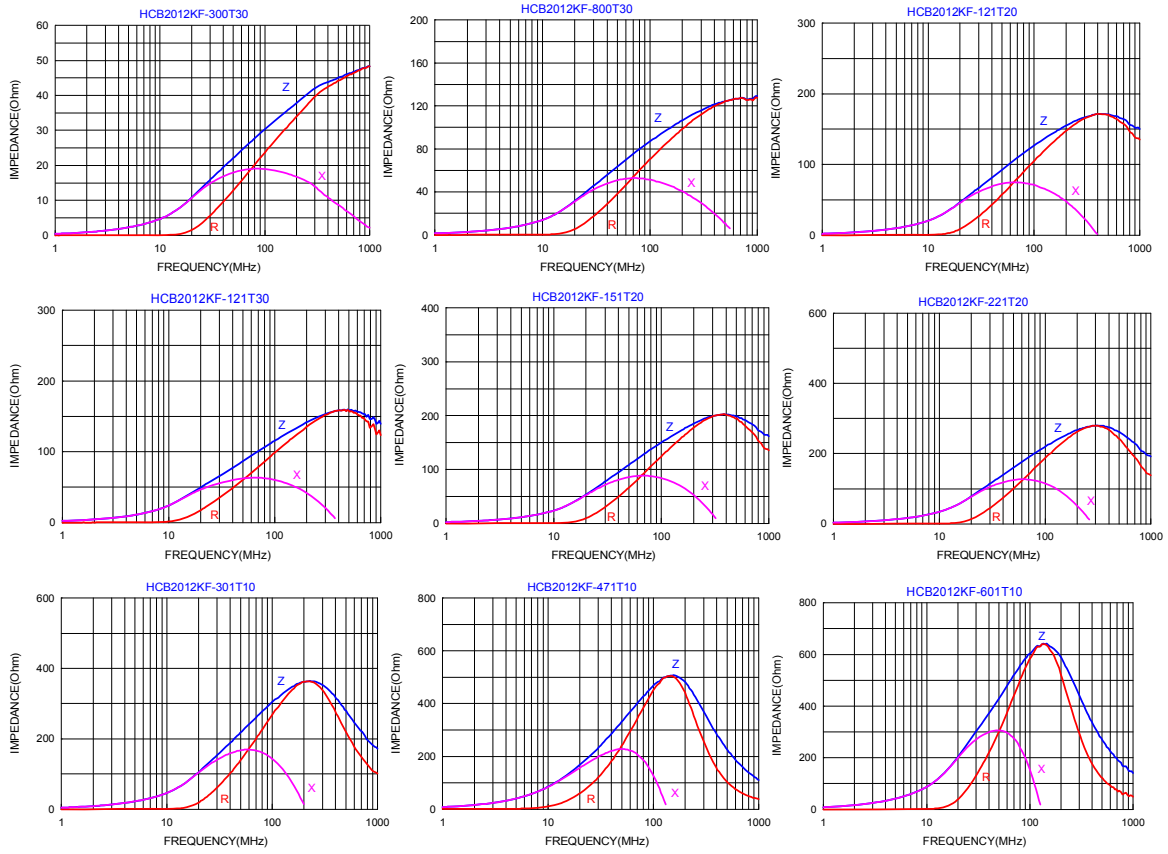 HCB2012KF-300T30
IMPEDANCE(Ohm)
60
50
40
30
20
10
0
Z
X
R
1
10
100
1000
FREQUENCY(MHz)
HCB2012KF-800T30
IMPEDANCE(Ohm)
200
160
120
80
40
0
Z
X
R
1
10
100
1000
FREQUENCY(MHz)
HCB2012KF-121T20
IMPEDANCE(Ohm)
300
200
100
0
Z
X
R
1
10
100
1000
FREQUENCY(MHz)
HCB2012KF-121T30
IMPEDANCE(Ohm)
300
200
100
0
Z
X
R
1
10
100
1000
FREQUENCY(MHz)
HCB2012KF-151T20
IMPEDANCE(Ohm)
400
300
200
100
0
Z
X
R
1
10
100
1000
FREQUENCY(MHz)
HCB2012KF-221T20
IMPEDANCE(Ohm)
600
400
200
0
Z
X
R
1
10
100
1000
FREQUENCY(MHz)
HCB2012KF-301T10
IMPEDANCE(Ohm)
600
400
200
0
Z
X
R
1
10
100
1000
FREQUENCY(MHz)
HCB2012KF-471T10
IMPEDANCE(Ohm)
800
600
400
200
0
Z
X
R
1
10
100
1000
FREQUENCY(MHz)
HCB2012KF-601T10
IMPEDANCE(Ohm)
800
600
400
200
0
Z
X
R
1
10
100
1000
FREQUENCY(MHz)